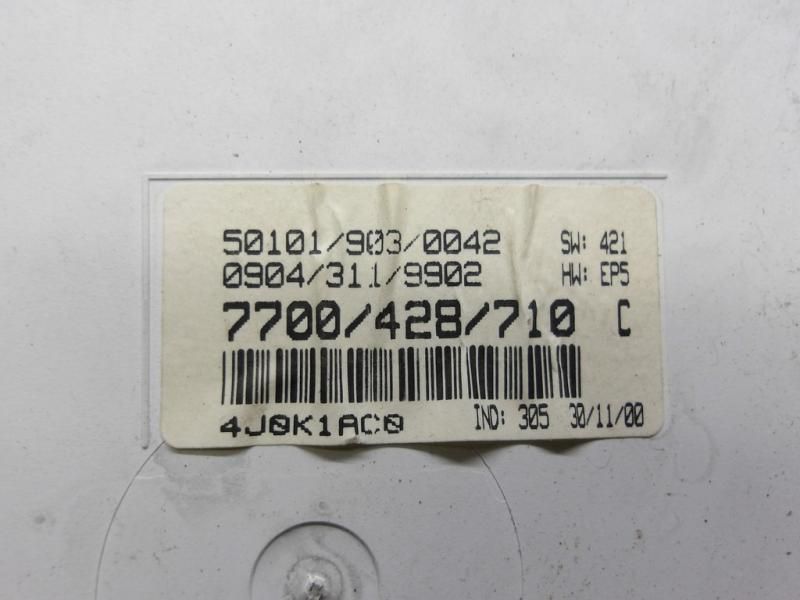 50101/903/0042 SW: 421
0904/311/9902 HW: EP5
7700/428/710 C
4J0K1AC0 IND: 305 30/11/00